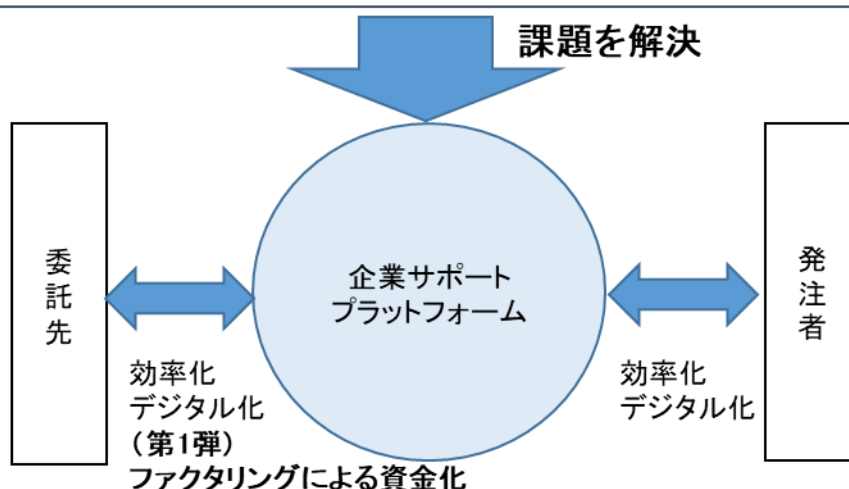 課題を解決
委託先
企業サポート
プラットフォーム
発注者
効率化
デジタル化
（第1弾）
ファクタリングによる資金化
効率化
デジタル化